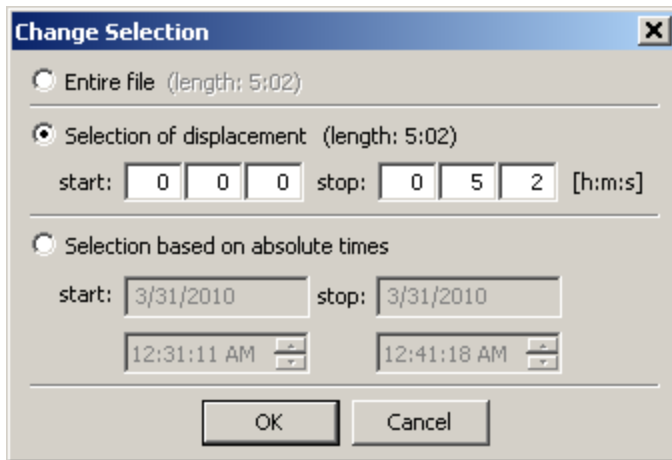 Change Selection
Entire file (length: 5:02)
Selection of displacement (length: 5:02)
start: 0 0 0 stop: 0 5 2 [h:m:s]
Selection based on absolute times
start: 3/31/2010 stop: 3/31/2010
12:31:11 AM 12:41:18 AM
OK Cancel